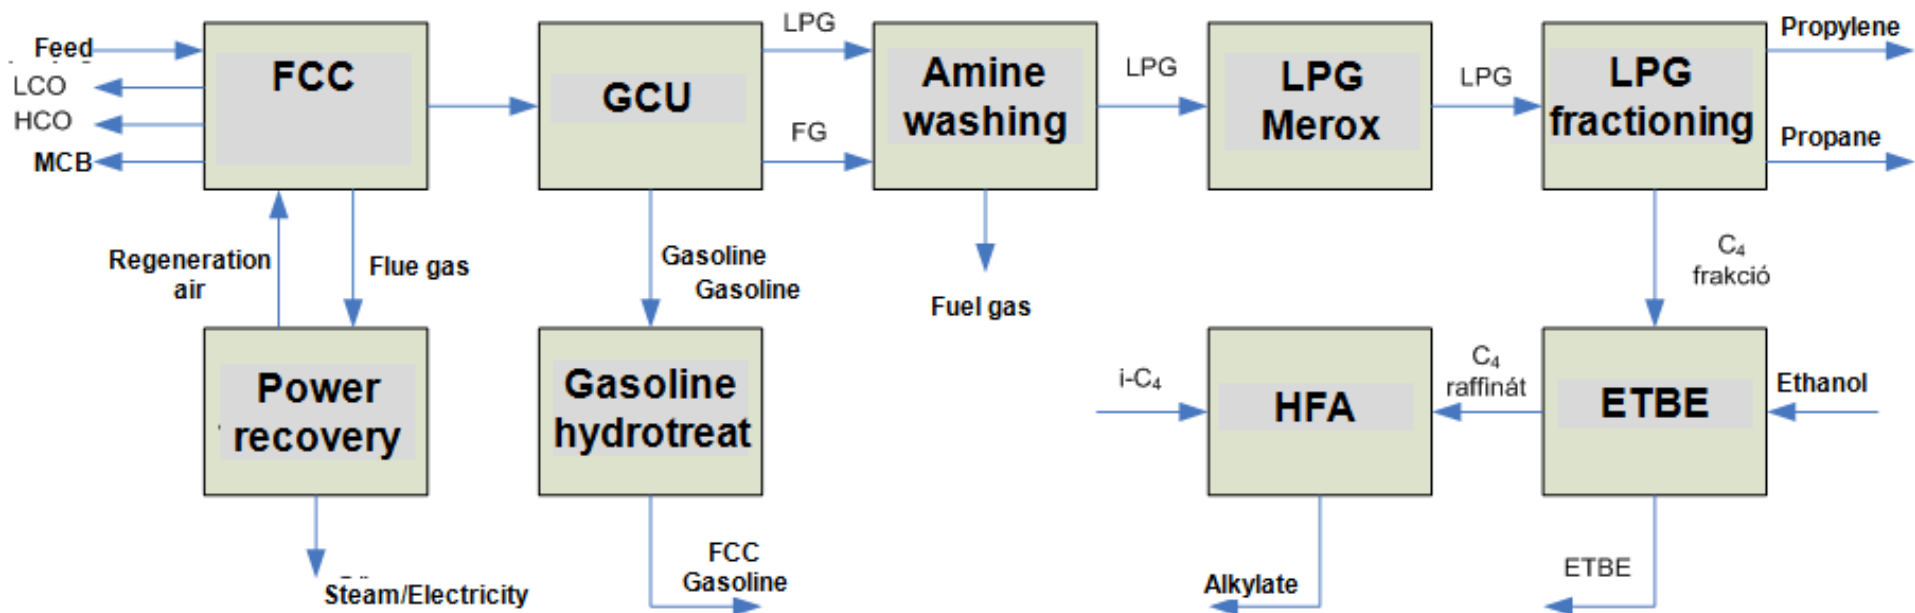 LPG
Propylene
Feed
FCC
GCU
Amine
washing
LPG
LPG
Merox
LPG
LPG
fractioning
LCO
HCO
FG
MCB
Propane
Regeneration
air
Flue gas
Gasoline
Gasoline
Fuel gas
C₄
frakció
Power
recovery
Gasoline
hydrotreat
i-C₄
HFA
C₄
raffinát
ETBE
Ethanol
Steam/Electricity
FCC
Gasoline
Alkylate
ETBE